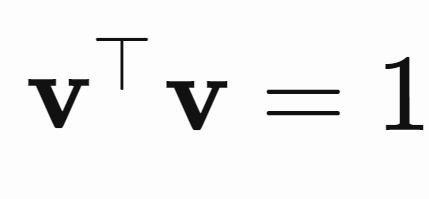 𝐯⊤𝐯 = 1